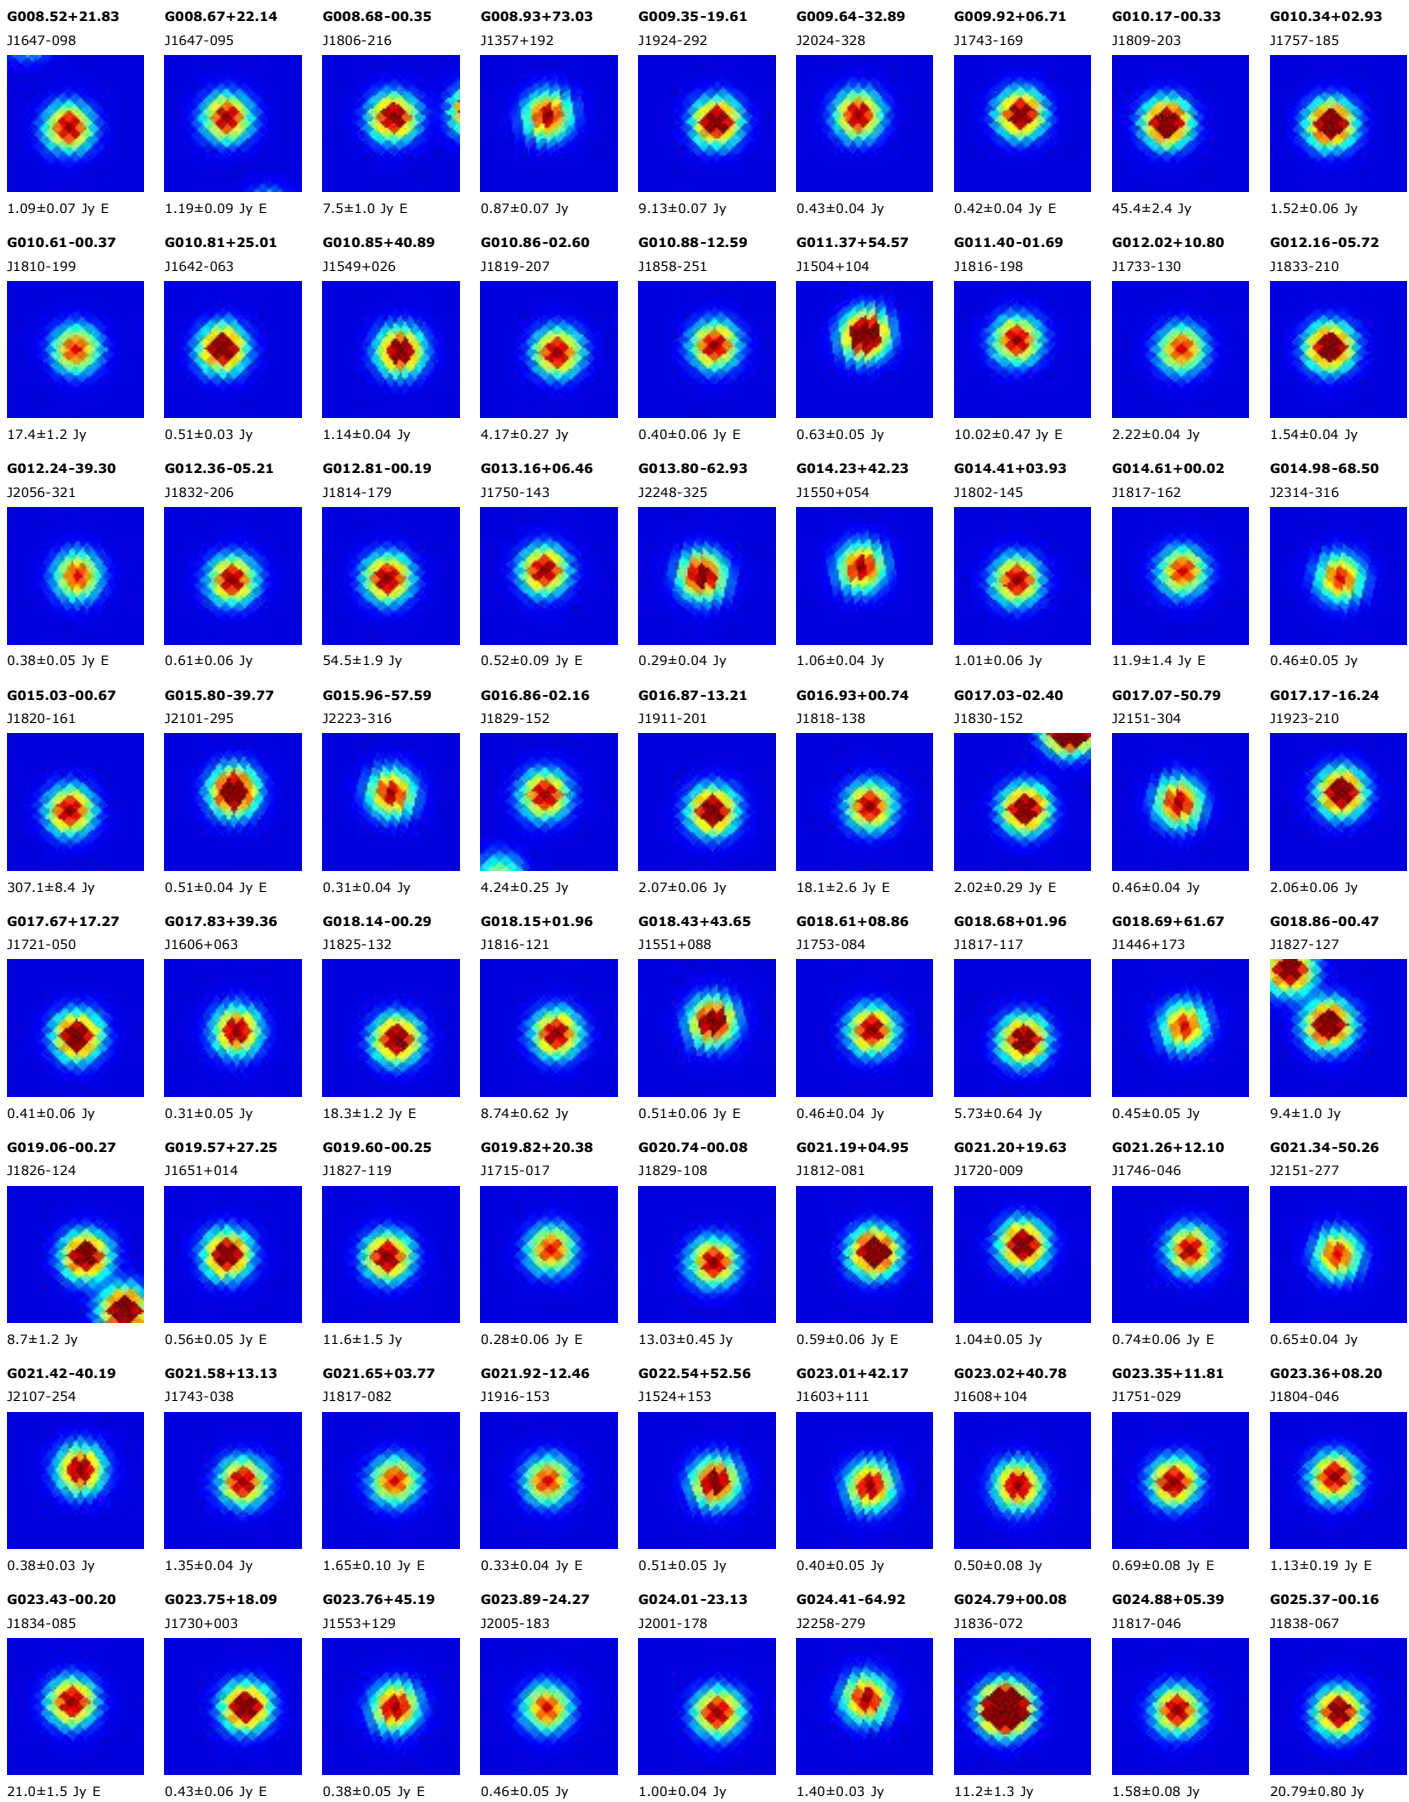 G008.52+21.83 G008.67+22.14 G008.68-00.35 G008.93+73.03 G009.35-19.61 G009.64-32.89 G009.92+06.71 G010.17-00.33 G010.34+02.93
J1647-098 J1647-095 J1806-216 J1357+192 J1924-292 J2024-328 J1743-169 J1809-203 J1757-185
1.09±0.07 Jy E 1.19±0.09 Jy E 7.5±1.0 Jy E 0.87±0.07 Jy 9.13±0.07 Jy 0.43±0.04 Jy 0.42±0.04 Jy E 45.4±2.4 Jy 1.52±0.06 Jy
G010.61-00.37 G010.81+25.01 G010.85+40.89 G010.86-02.60 G010.88-12.59 G011.37+54.57 G011.40-01.69 G012.02+10.80 G012.16-05.72
J1810-199 J1642-063 J1549+026 J1819-207 J1858-251 J1504+104 J1816-198 J1733-130 J1833-210
17.4±1.2 Jy 0.51±0.03 Jy 1.14±0.04 Jy 4.17±0.27 Jy 0.40±0.06 Jy E 0.63±0.05 Jy 10.02±0.47 Jy E 2.22±0.04 Jy 1.54±0.04 Jy
G012.24-39.30 G012.36-05.21 G012.81-00.19 G013.16+06.46 G013.80-62.93 G014.23+42.23 G014.41+03.93 G014.61+00.02 G014.98-68.50
J2056-321 J1832-206 J1814-179 J1750-143 J2248-325 J1550+054 J1802-145 J1817-162 J2314-316
0.38±0.05 Jy E 0.61±0.06 Jy 54.5±1.9 Jy 0.52±0.09 Jy E 0.29±0.04 Jy 1.06±0.04 Jy 1.01±0.06 Jy 11.9±1.4 Jy E 0.46±0.05 Jy
G015.03-00.67 G015.80-39.77 G015.96-57.59 G016.86-02.16 G016.87-13.21 G016.93+00.74 G017.03-02.40 G017.07-50.79 G017.17-16.24
J1820-161 J2101-295 J2223-316 J1829-152 J1911-201 J1818-138 J1830-152 J2151-304 J1923-210
307.1±8.4 Jy 0.51±0.04 Jy E 0.31±0.04 Jy 4.24±0.25 Jy 2.07±0.06 Jy 18.1±2.6 Jy E 2.02±0.29 Jy E 0.46±0.04 Jy 2.06±0.06 Jy
G017.67+17.27 G017.83+39.36 G018.14-00.29 G018.15+01.96 G018.43+43.65 G018.61+08.86 G018.68+01.96 G018.69+61.67 G018.86-00.47
J1721-050 J1606+063 J1825-132 J1816-121 J1551+088 J1753-084 J1817-117 J1446+173 J1827-127
0.41±0.06 Jy 0.31±0.05 Jy 18.3±1.2 Jy E 8.74±0.62 Jy 0.51±0.06 Jy E 0.46±0.04 Jy 5.73±0.64 Jy 0.45±0.05 Jy 9.4±1.0 Jy
G019.06-00.27 G019.57+27.25 G019.60-00.25 G019.82+20.38 G020.74-00.08 G021.19+04.95 G021.20+19.63 G021.26+12.10 G021.34-50.26
J1826-124 J1651+014 J1827-119 J1715-017 J1829-108 J1812-081 J1720-009 J1746-046 J2151-277
8.7±1.2 Jy 0.56±0.05 Jy E 11.6±1.5 Jy 0.28±0.06 Jy E 13.03±0.45 Jy 0.59±0.06 Jy E 1.04±0.05 Jy 0.74±0.06 Jy E 0.65±0.04 Jy
G021.42-40.19 G021.58+13.13 G021.65+03.77 G021.92-12.46 G022.54+52.56 G023.01+42.17 G023.02+40.78 G023.35+11.81 G023.36+08.20
J2107-254 J1743-038 J1817-082 J1916-153 J1524+153 J1603+111 J1608+104 J1751-029 J1804-046
0.38±0.03 Jy 1.35±0.04 Jy 1.65±0.10 Jy E 0.33±0.04 Jy E 0.51±0.05 Jy 0.40±0.05 Jy 0.50±0.08 Jy 0.69±0.08 Jy E 1.13±0.19 Jy E
G023.43-00.20 G023.75+18.09 G023.76+45.19 G023.89-24.27 G024.01-23.13 G024.41-64.92 G024.79+00.08 G024.88+05.39 G025.37-00.16
J1834-085 J1730+003 J1553+129 J2005-183 J2001-178 J2258-279 J1836-072 J1817-046 J1838-067
21.0±1.5 Jy E 0.43±0.06 Jy E 0.38±0.05 Jy E 0.46±0.05 Jy 1.00±0.04 Jy 1.40±0.03 Jy 11.2±1.3 Jy 1.58±0.08 Jy 20.79±0.80 Jy